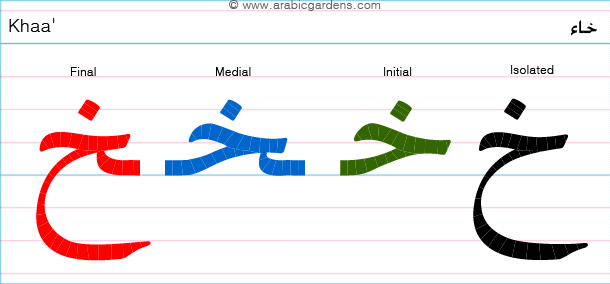 © www.arabicgardens.com
Khaa' خاء
Final Medial Initial Isolated
ـخ ـخـ خـ خ